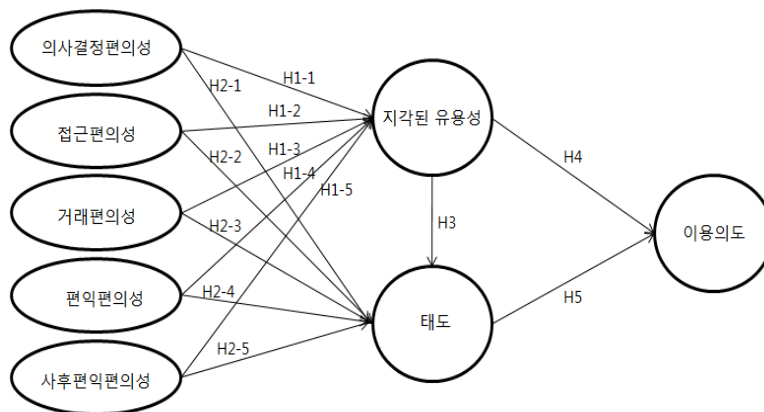 의사결정편의성
H2-1
H1-1
접근편의성
H1-2
지각된 유용성
H2-2
H1-3
H1-4
H1-5
H4
거래편의성
H2-3
H3
이용의도
편익편의성
H2-4
태도
H5
사후편익편의성
H2-5